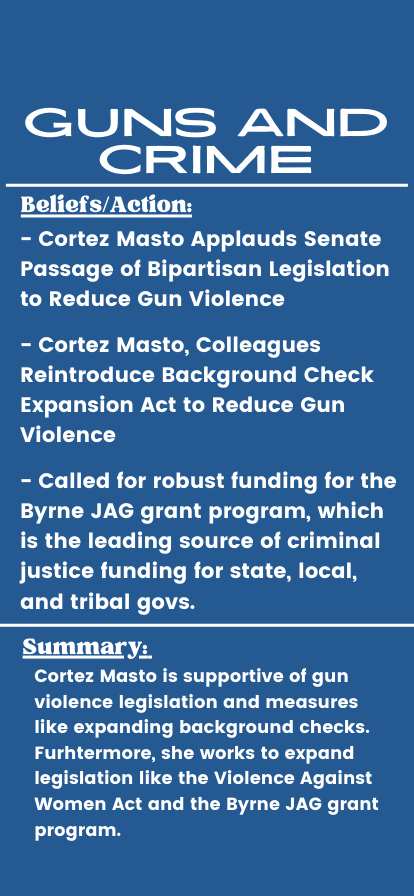 GUNS AND
CRIME
Beliefs/Action:
- Cortez Masto Applauds Senate
Passage of Bipartisan Legislation
to Reduce Gun Violence
- Cortez Masto, Colleagues
Reintroduce Background Check
Expansion Act to Reduce Gun
Violence
- Called for robust funding for the
Byrne JAG grant program, which
is the leading source of criminal
justice funding for state, local,
and tribal govs.
Summary:
Cortez Masto is supportive of gun
violence legislation and measures
like expanding background checks.
Furhtermore, she works to expand
legislation like the Violence Against
Women Act and the Byrne JAG grant
program.